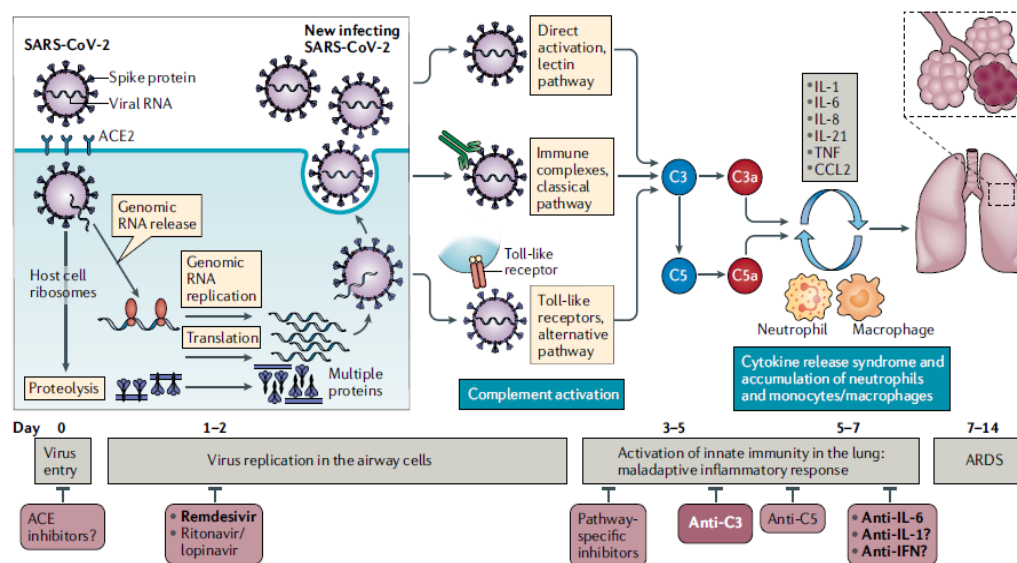 SARS-CoV-2
Spike protein
Viral RNA
ACE2
New infecting
SARS-CoV-2
Genomic
RNA release
Host cell
ribosomes
Genomic
RNA
replication
Translation
Proteolysis
Multiple
proteins
Direct
activation,
lectin
pathway
Immune
complexes,
classical
pathway
Toll-like
receptor
Toll-like
receptors,
alternative
pathway
Complement activation
C3
C3a
C5
C5a
• IL-1
• IL-6
• IL-8
• IL-21
• TNF
• CCL2
Neutrophil
Macrophage
Cytokine release syndrome and
accumulation of neutrophils
and monocytes/macrophages
Day 0 1–2 3–5 5–7 7–14
Virus
entry
Virus replication in the airway cells
Activation of innate immunity in the lung:
maladaptive inflammatory response
ARDS
ACE
inhibitors?
• Remdesivir
• Ritonavir/
lopinavir
Pathway-
specific
inhibitors
Anti-C3
Anti-C5
• Anti-IL-6
• Anti-IL-1?
• Anti-IFN?